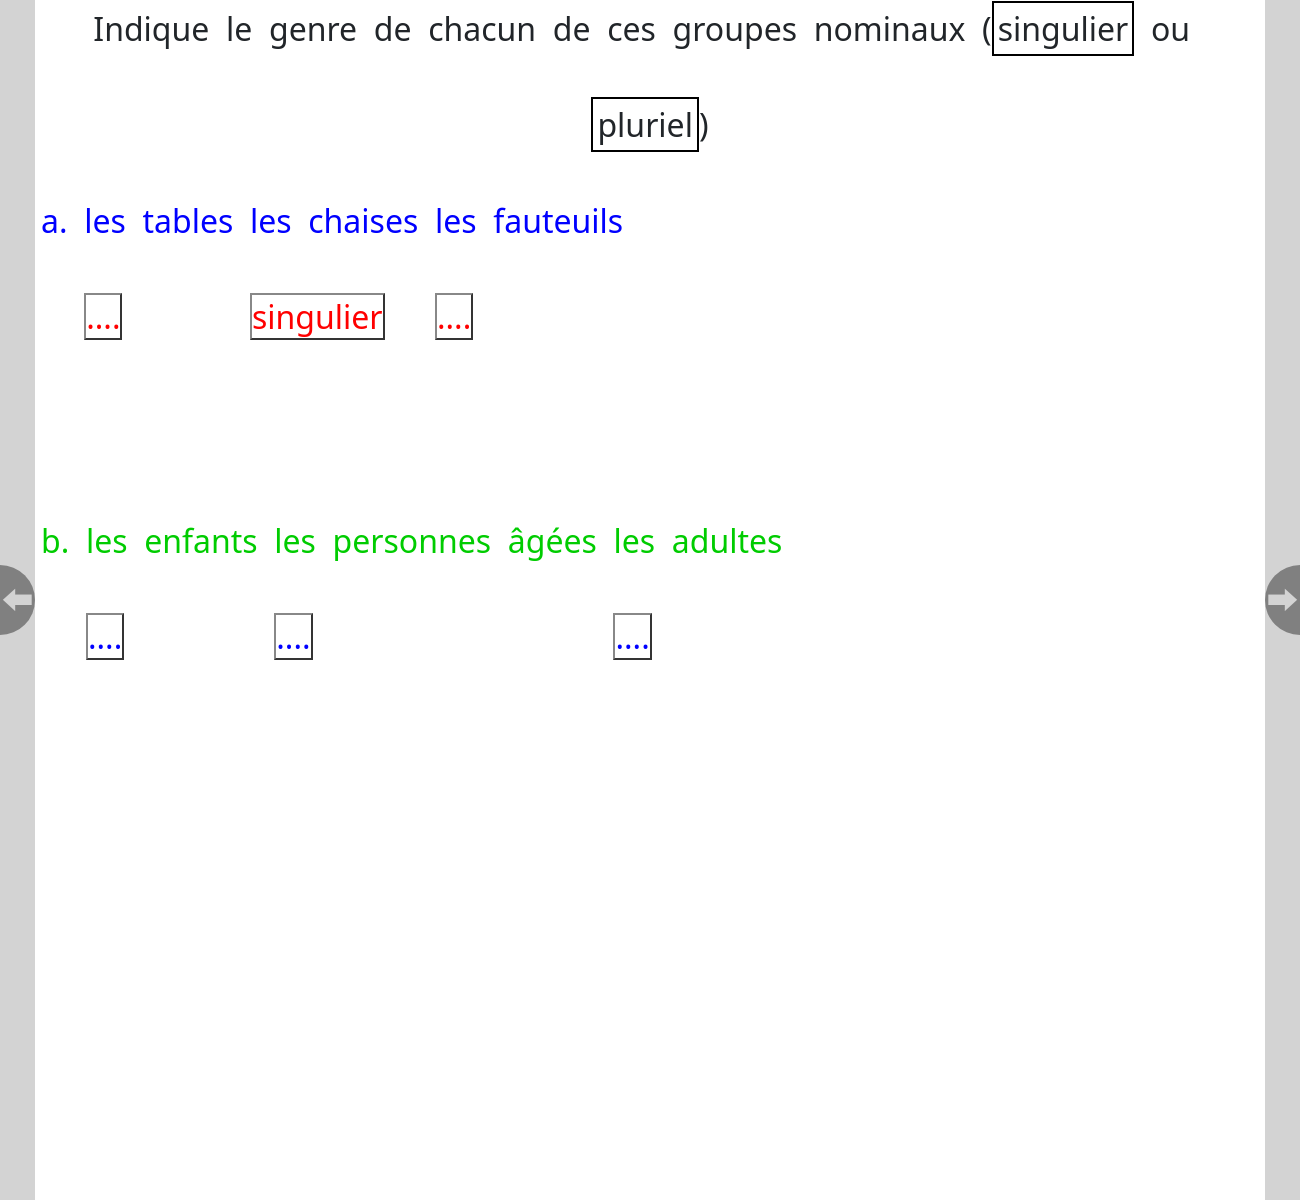 Indique le genre de chacun de ces groupes nominaux (singulier ou
pluriel)
a. les tables les chaises les fauteuils
.... singulier ....
b. les enfants les personnes âgées les adultes
.... .... ....